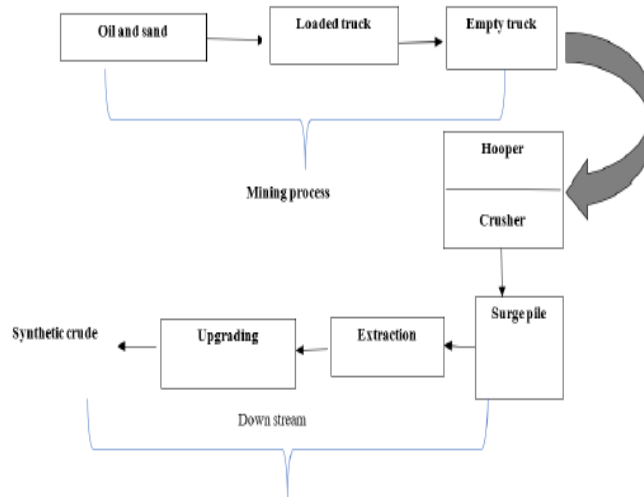 Oil and sand
Loaded truck
Empty truck
Mining process
Hooper
Crusher
Surge pile
Extraction
Upgrading
Synthetic crude
Down stream